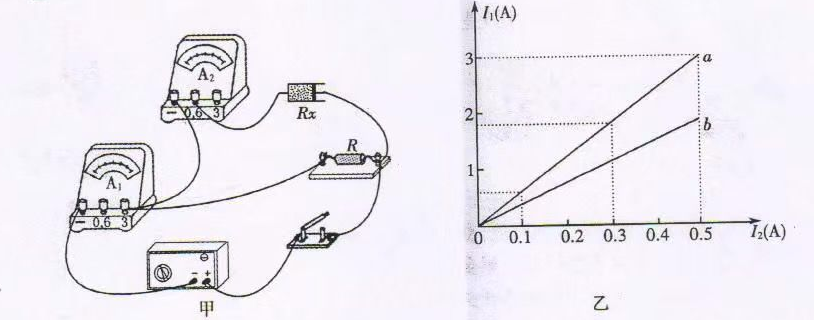 A₂
− 0.6 3
Rx
R
A₁
− 0.6 3
− +
甲
I₁(A)
3
2
1
a
b
0 0.1 0.2 0.3 0.4 0.5 I₂(A)
乙